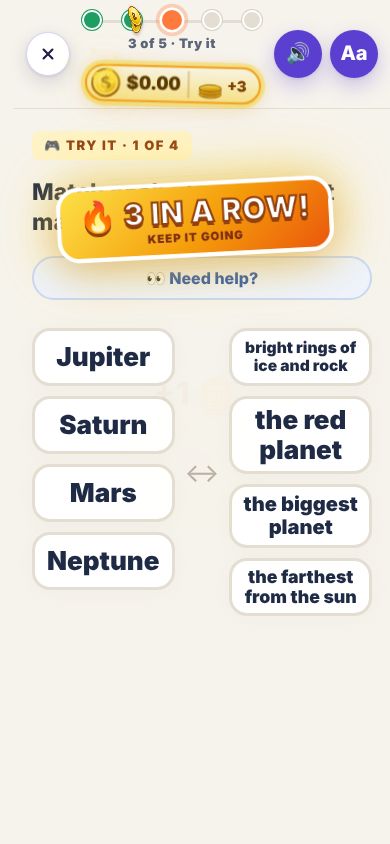 3 of 5 · Try it
$0.00
+3
Aa
TRY IT · 1 OF 4
3 IN A ROW!
KEEP IT GOING
Need help?
Jupiter
Saturn
Mars
Neptune
bright rings of
ice and rock
the red
planet
the biggest
planet
the farthest
from the sun